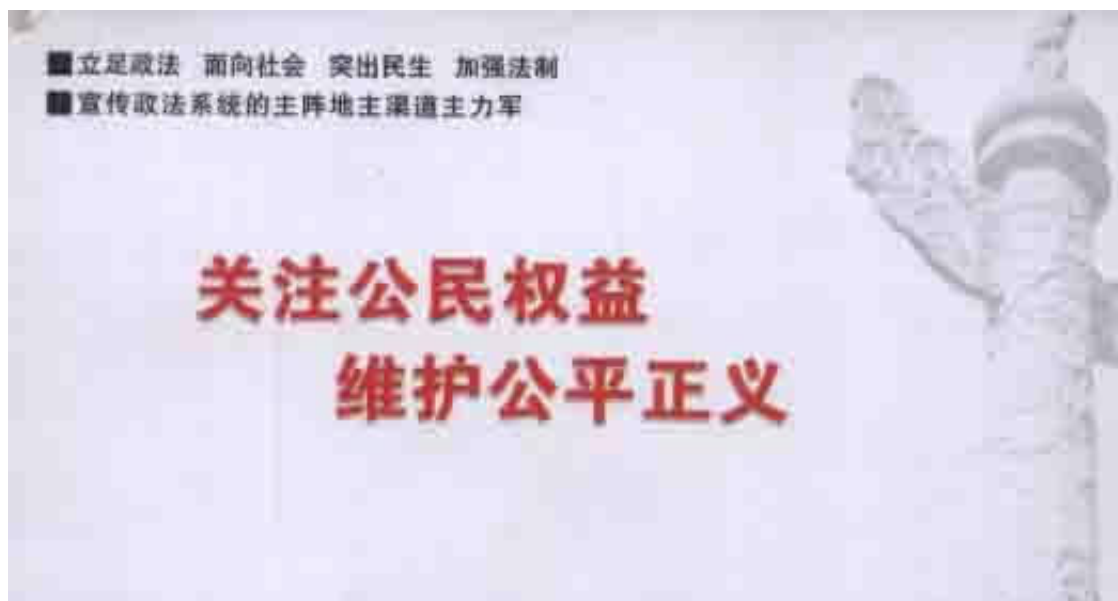 ■立足政法 面向社会 突出民生 加强法制
■宣传政法系统的主阵地主渠道主力军
关注公民权益
维护公平正义